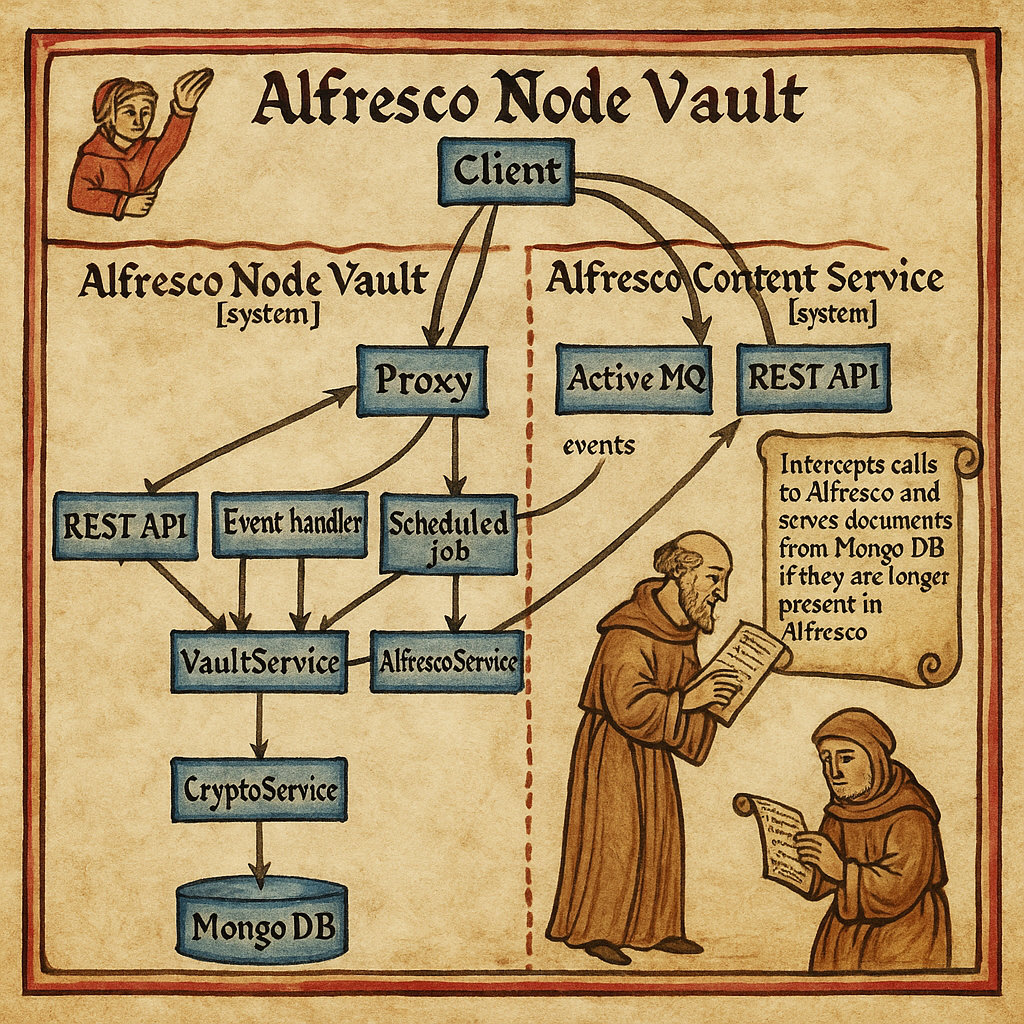 Alfresco Node Vault
Client
Alfresco Node Vault
[system]
Alfresco Content Service
[system]
Proxy
Active MQ
REST API
events
Intercepts calls
to Alfresco and
serves documents
from Mongo DB
if they are longer
present in
Alfresco
REST API
Event handler
Scheduled
job
VaultService
AlfrescoService
CryptoService
Mongo DB